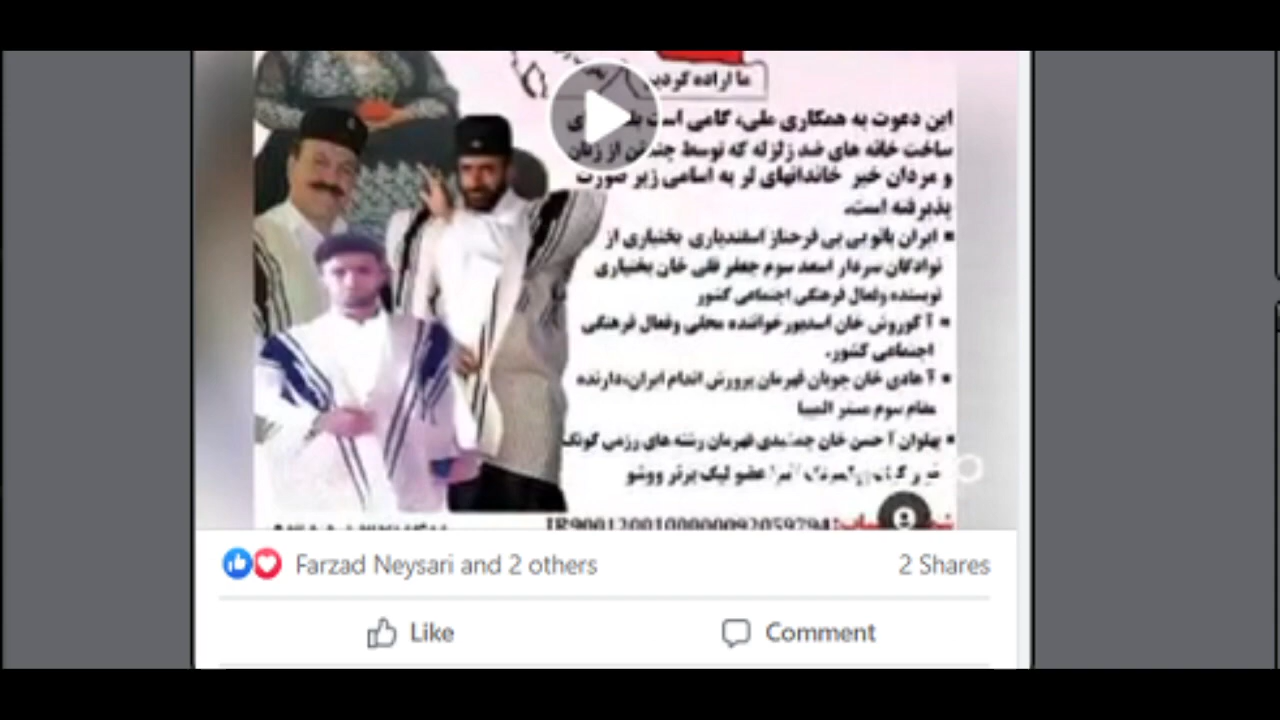 ما اراده کردیم
این دعوت به همکاری ملی، گامی است
ساخت خانه های ضد زلزله که توسط چند تن از زنان
و مردان خیر خاندانهای لر به اسامی زیر صورت
پذیرفته است.
▪ ایران بانو بی بی فرحناز اسفندیاری بختیاری از
نوادگان سردار اسعد سوم جعفر قلی خان بختیاری
نویسنده وفعال فرهنگی اجتماعی کشور
▪ آ کوروش خان اسدپور خواننده محلی وفعال فرهنگی
اجتماعی کشور.
▪ آ هادی خان چوپان قهرمان پرورش اندام ایران،دارنده
مقام سوم مستر المپیا
▪ پهلوان آ حسن خان جمشیدی قهرمان رشته های رزمی کونگ
عضو لیگ برتر ووشو
Farzad Neysari and 2 others
2 Shares
Like
Comment